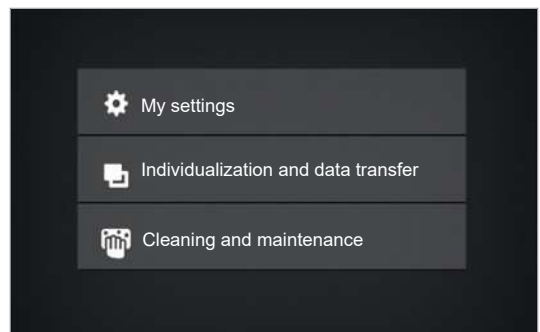 My settings
Individualization and data transfer
Cleaning and maintenance